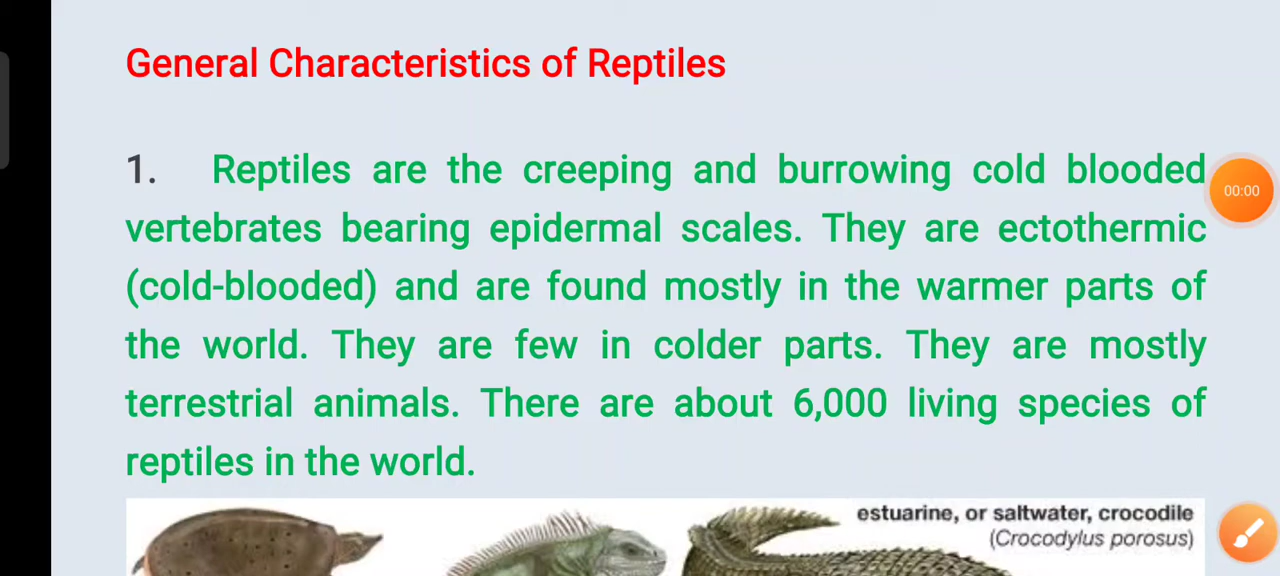 General Characteristics of Reptiles
1. Reptiles are the creeping and burrowing cold blooded
00:00
vertebrates bearing epidermal scales. They are ectothermic
(cold-blooded) and are found mostly in the warmer parts of
the world. They are few in colder parts. They are mostly
terrestrial animals. There are about 6,000 living species of
reptiles in the world.
estuarine, or saltwater, crocodile
(Crocodylus porosus)